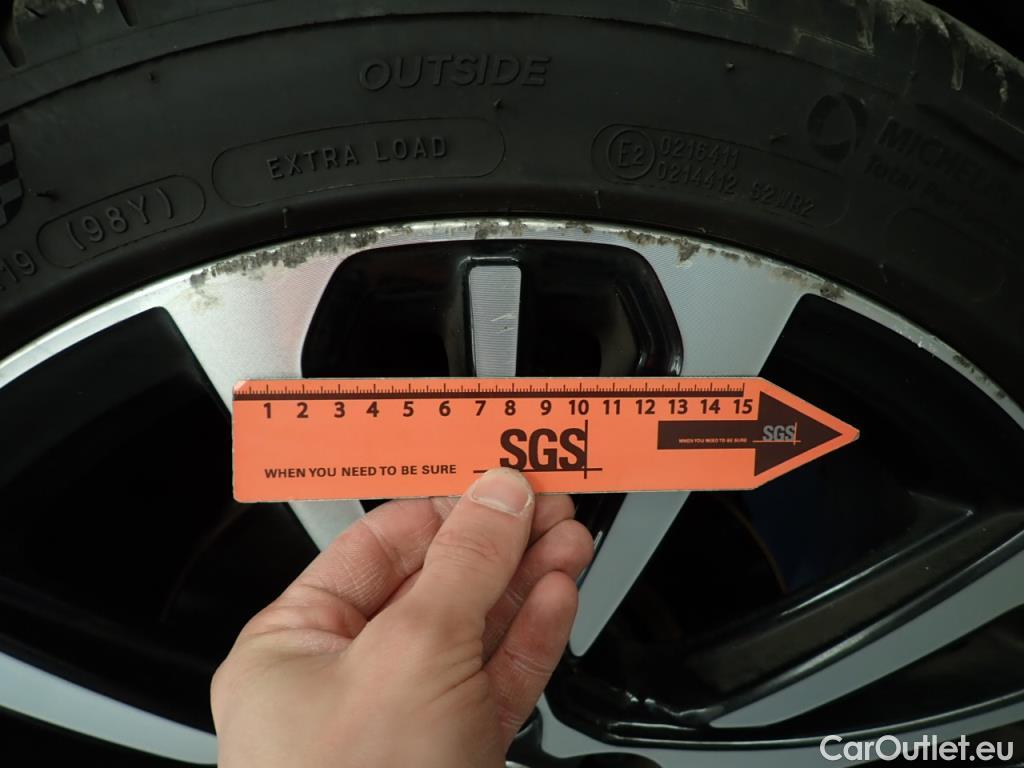 OUTSIDE
EXTRA LOAD
(98Y)
E2
0216411
0214412 S2WR2
MICHELIN
Total
1 2 3 4 5 6 7 8 9 10 11 12 13 14 15
SGS
WHEN YOU NEED TO BE SURE
WHEN YOU NEED TO BE SURE
SGS
CarOutlet.eu